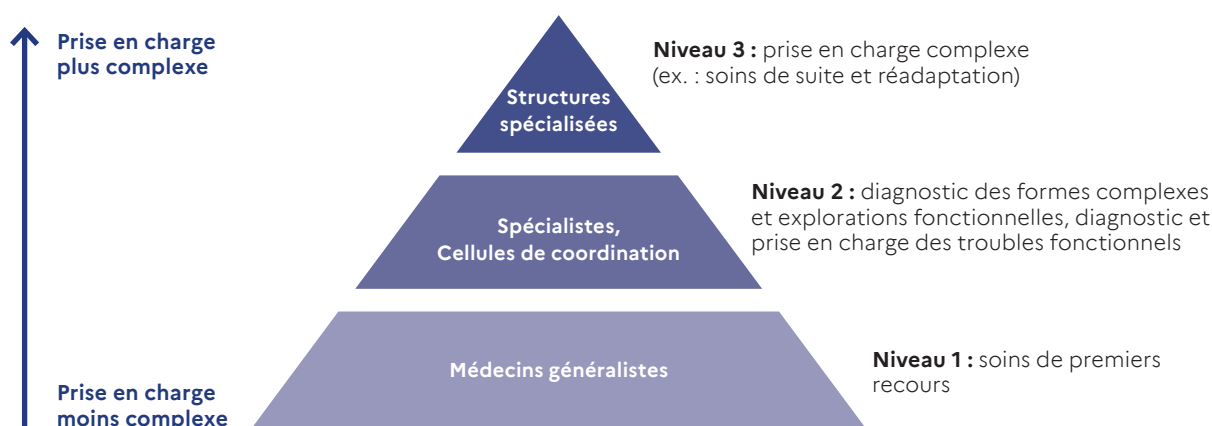 Prise en charge
plus complexe
Niveau 3 : prise en charge complexe
(ex. : soins de suite et réadaptation)
Structures
spécialisées
Niveau 2 : diagnostic des formes complexes
et explorations fonctionnelles, diagnostic et
prise en charge des troubles fonctionnels
Spécialistes,
Cellules de coordination
Médecins généralistes
Niveau 1 : soins de premiers
recours
Prise en charge
moins complexe